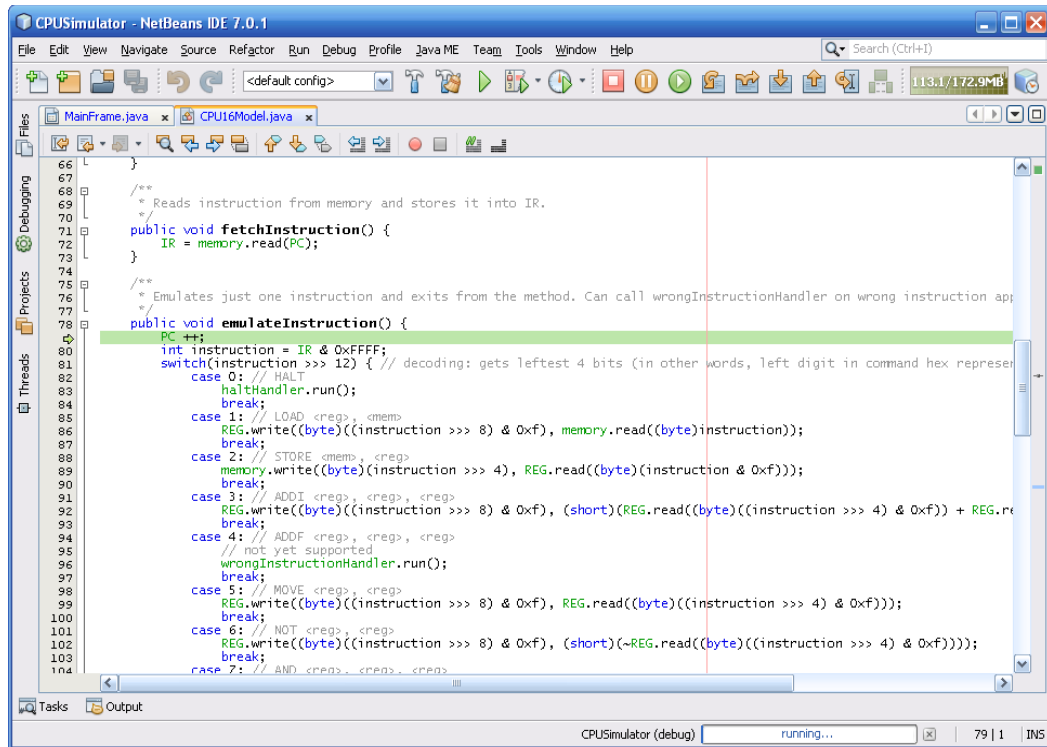 CPUSimulator - NetBeans IDE 7.0.1
File Edit View Navigate Source Refactor Run Debug Profile Java ME Team Tools Window Help Search (Ctrl+I)
<default config> 113.1/172.9MB
MainFrame.java x CPU16Model.java x
Files
Debugging
Projects
Threads
66 }
67
68 /**
69 * Reads instruction from memory and stores it into IR.
70 */
71 public void fetchInstruction() {
72 IR = memory.read(PC);
73 }
74
75 /**
76 * Emulates just one instruction and exits from the method. Can call wrongInstructionHandler on wrong instruction app
77 */
78 public void emulateInstruction() {
PC ++;
80 int instruction = IR & 0xFFFF;
81 switch(instruction >>> 12) { // decoding: gets leftest 4 bits (in other words, left digit in command hex represer
82 case 0: // HALT
83 haltHandler.run();
84 break;
85 case 1: // LOAD <reg>, <mem>
86 REG.write((byte)((instruction >>> 8) & 0xf), memory.read((byte)instruction));
87 break;
88 case 2: // STORE <mem>, <reg>
89 memory.write((byte)(instruction >>> 4), REG.read((byte)(instruction & 0xf)));
90 break;
91 case 3: // ADDI <reg>, <reg>, <reg>
92 REG.write((byte)((instruction >>> 8) & 0xf), (short)(REG.read((byte)((instruction >>> 4) & 0xf)) + REG.re
93 break;
94 case 4: // ADDF <reg>, <reg>, <reg>
95 // not yet supported
96 wrongInstructionHandler.run();
97 break;
98 case 5: // MOVE <reg>, <reg>
99 REG.write((byte)((instruction >>> 8) & 0xf), REG.read((byte)((instruction >>> 4) & 0xf)));
100 break;
101 case 6: // NOT <reg>, <reg>
102 REG.write((byte)((instruction >>> 8) & 0xf), (short)(~REG.read((byte)((instruction >>> 4) & 0xf))));
103 break;
104 case 7: // AND <reg>, <reg>, <reg>
Tasks Output
CPUSimulator (debug) running... 79 | 1 INS